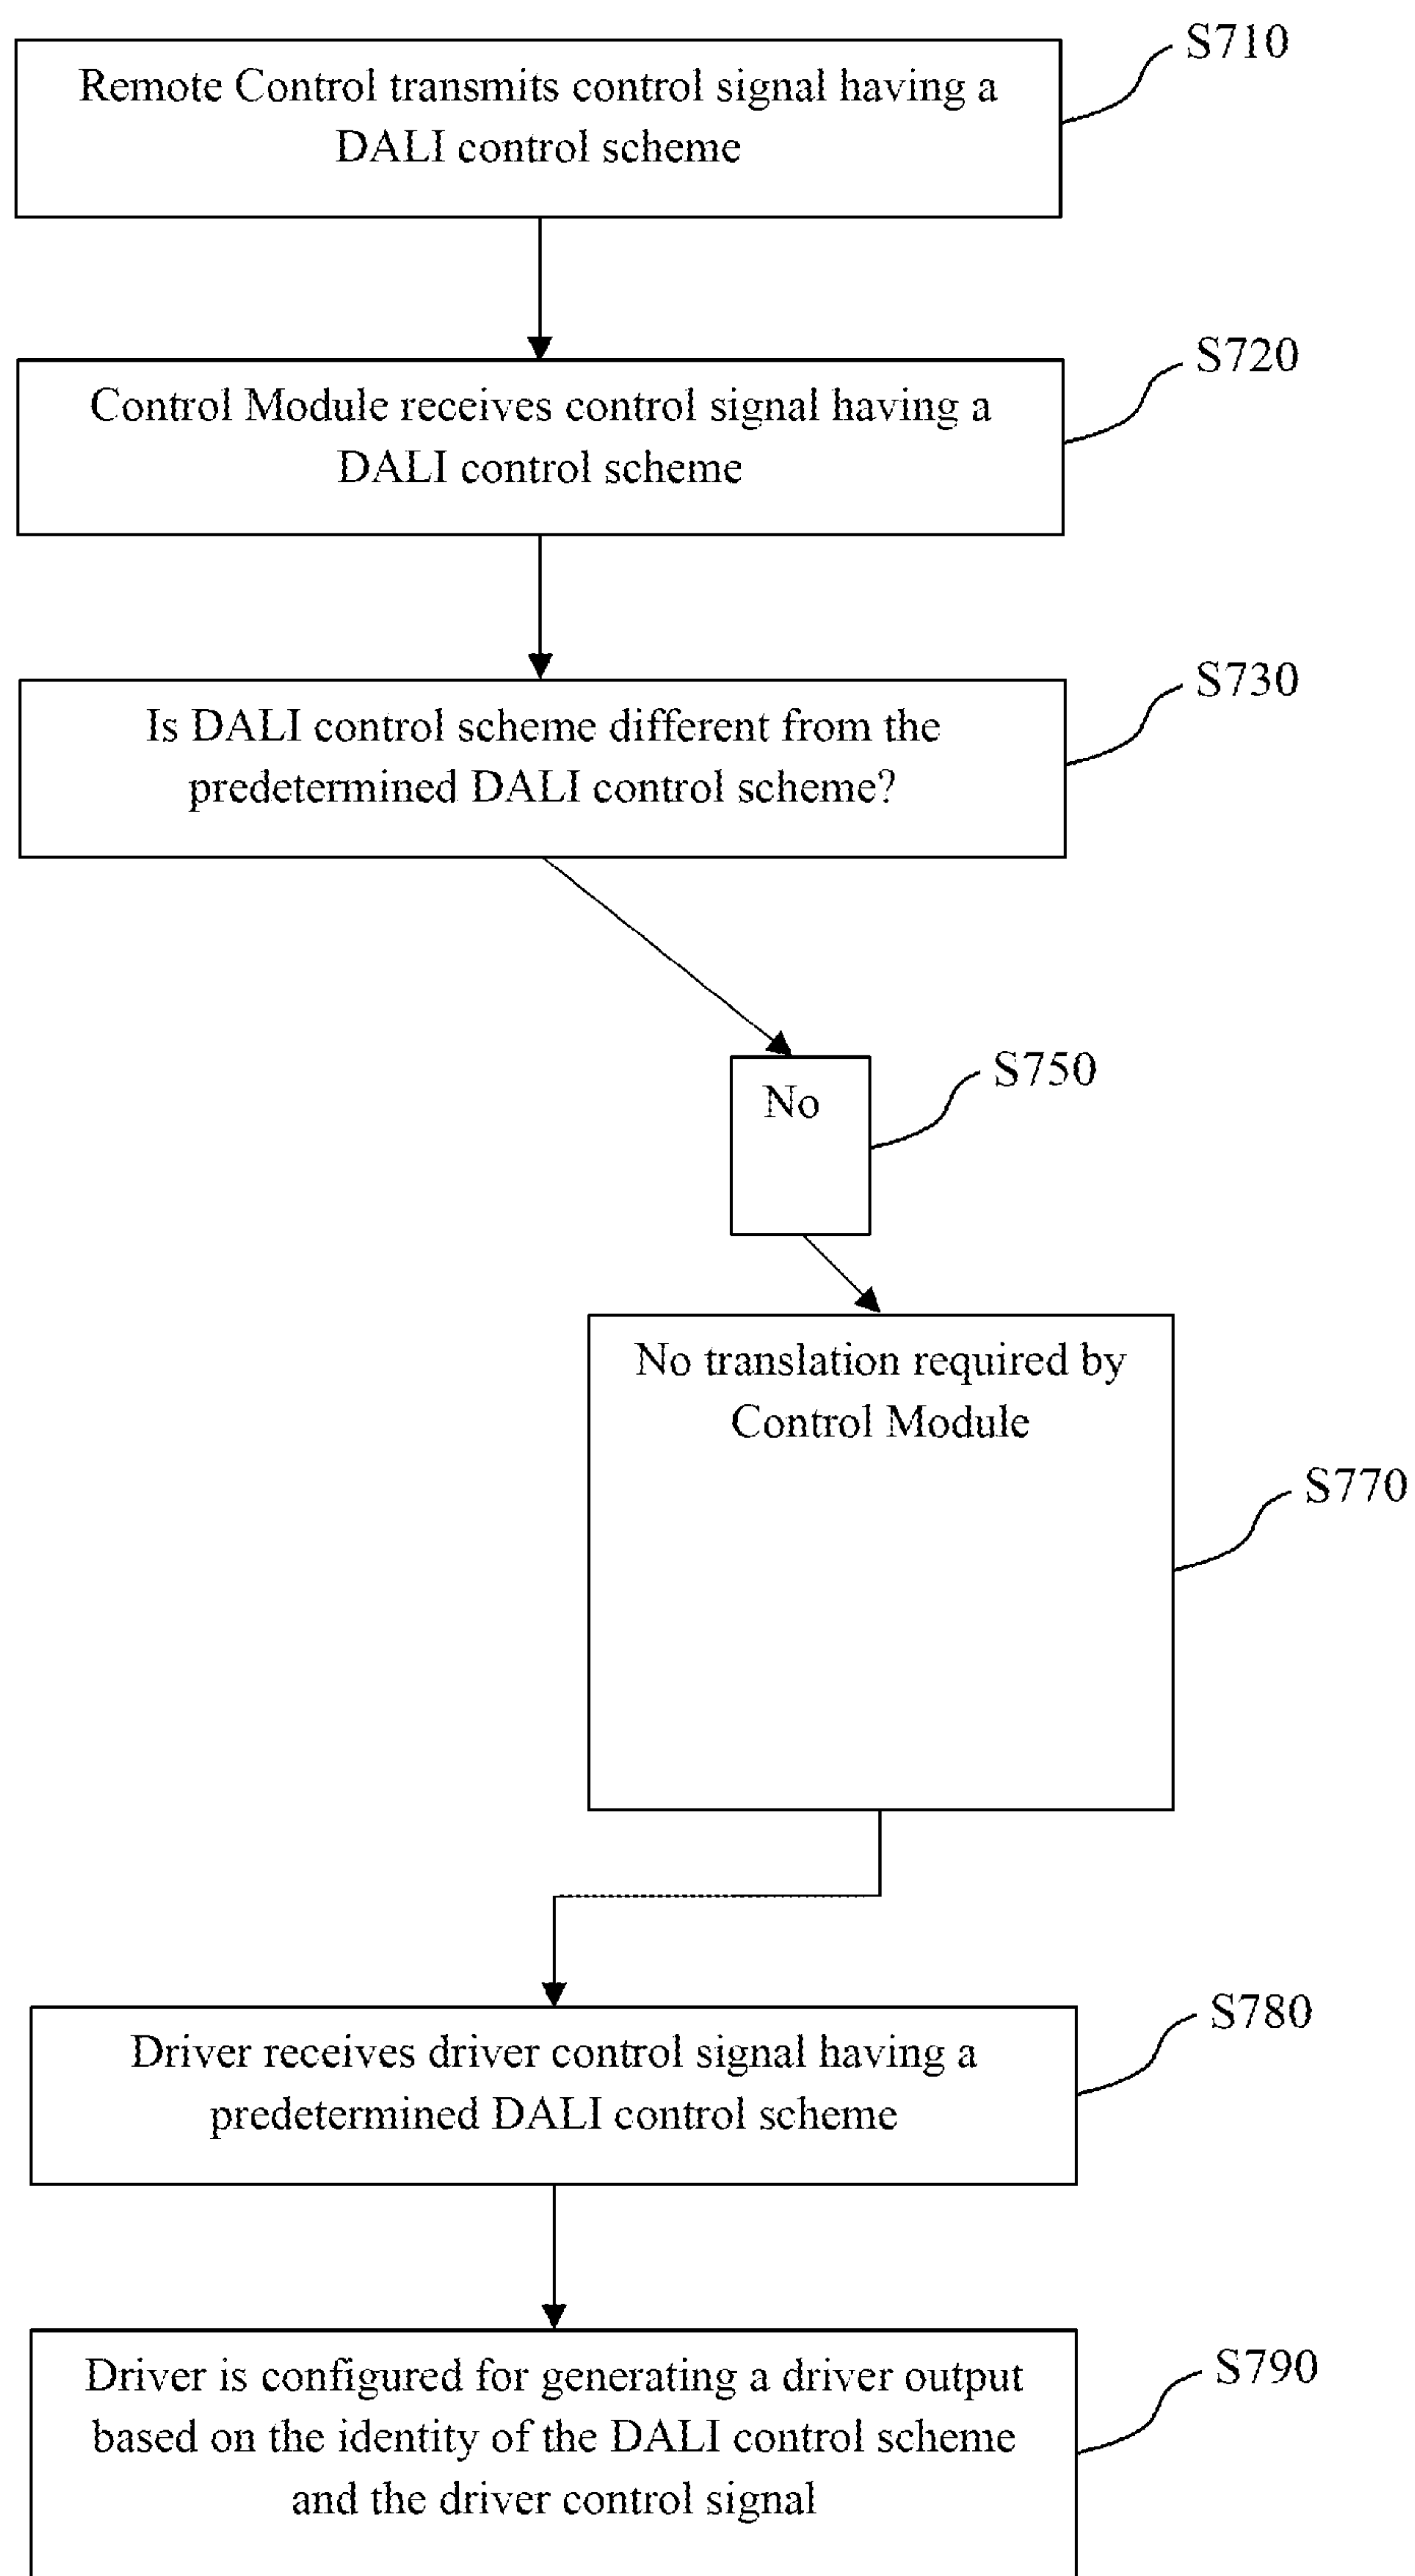 S710
Remote Control transmits control signal having a
DALI control scheme
S720
Control Module receives control signal having a
DALI control scheme
S730
Is DALI control scheme different from the
predetermined DALI control scheme?
S750
No
No translation required by
Control Module
S770
S780
Driver receives driver control signal having a
predetermined DALI control scheme
S790
Driver is configured for generating a driver output
based on the identity of the DALI control scheme
and the driver control signal